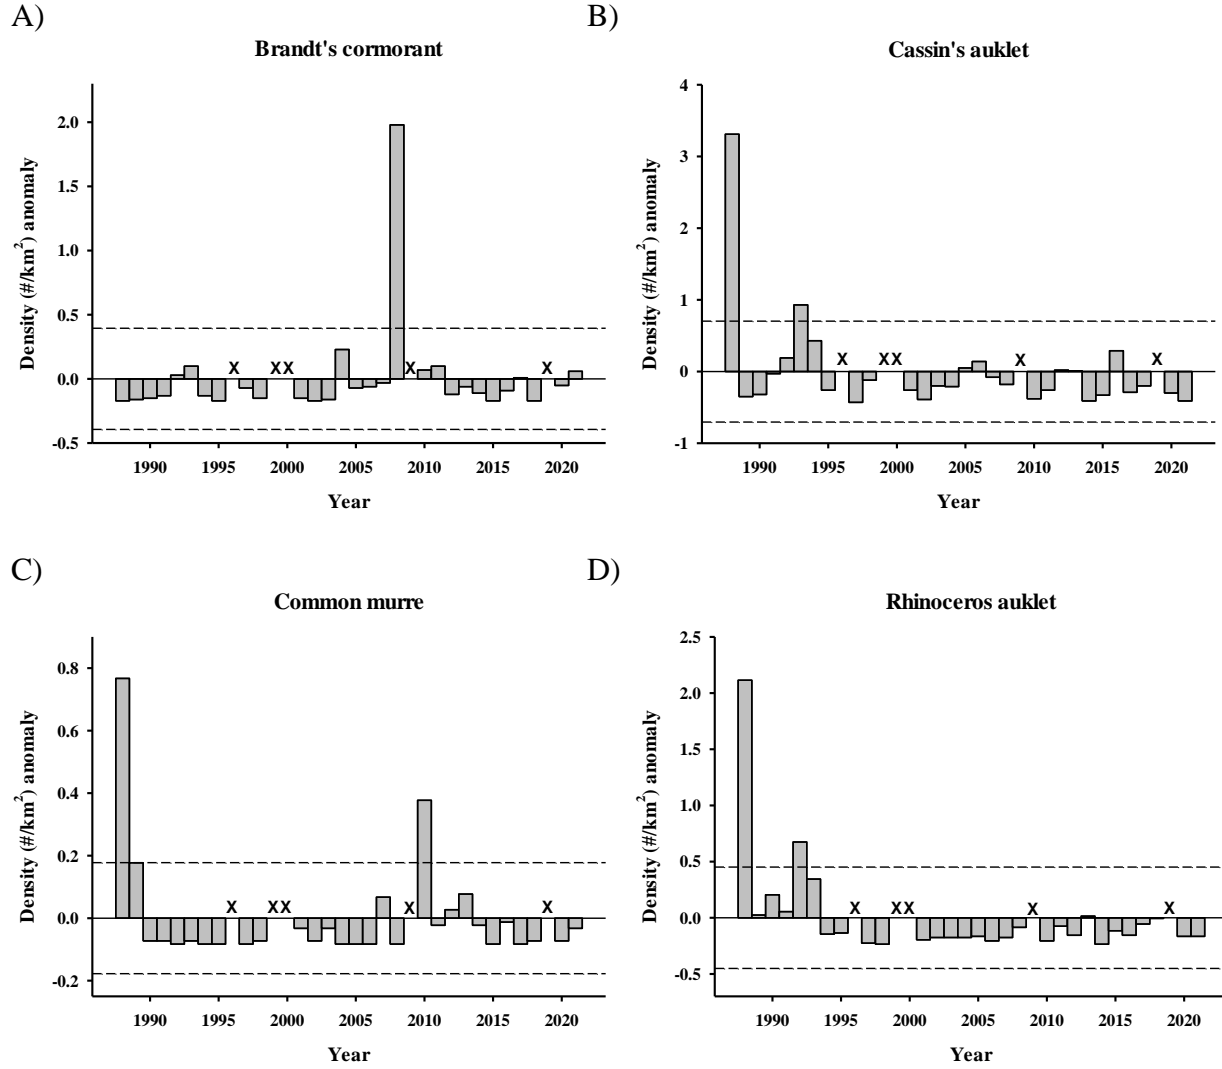 A)
Brandt's cormorant
Density (#/km²) anomaly
2.0
1.5
1.0
0.5
0.0
-0.5
X X X X X
1990 1995 2000 2005 2010 2015 2020
Year
B)
Cassin's auklet
Density (#/km²) anomaly
4
3
2
1
0
-1
X X X X X
1990 1995 2000 2005 2010 2015 2020
Year
C)
Common murre
Density (#/km²) anomaly
0.8
0.6
0.4
0.2
0.0
-0.2
X X X X X
1990 1995 2000 2005 2010 2015 2020
Year
D)
Rhinoceros auklet
Density (#/km²) anomaly
2.5
2.0
1.5
1.0
0.5
0.0
-0.5
X X X X X
1990 1995 2000 2005 2010 2015 2020
Year